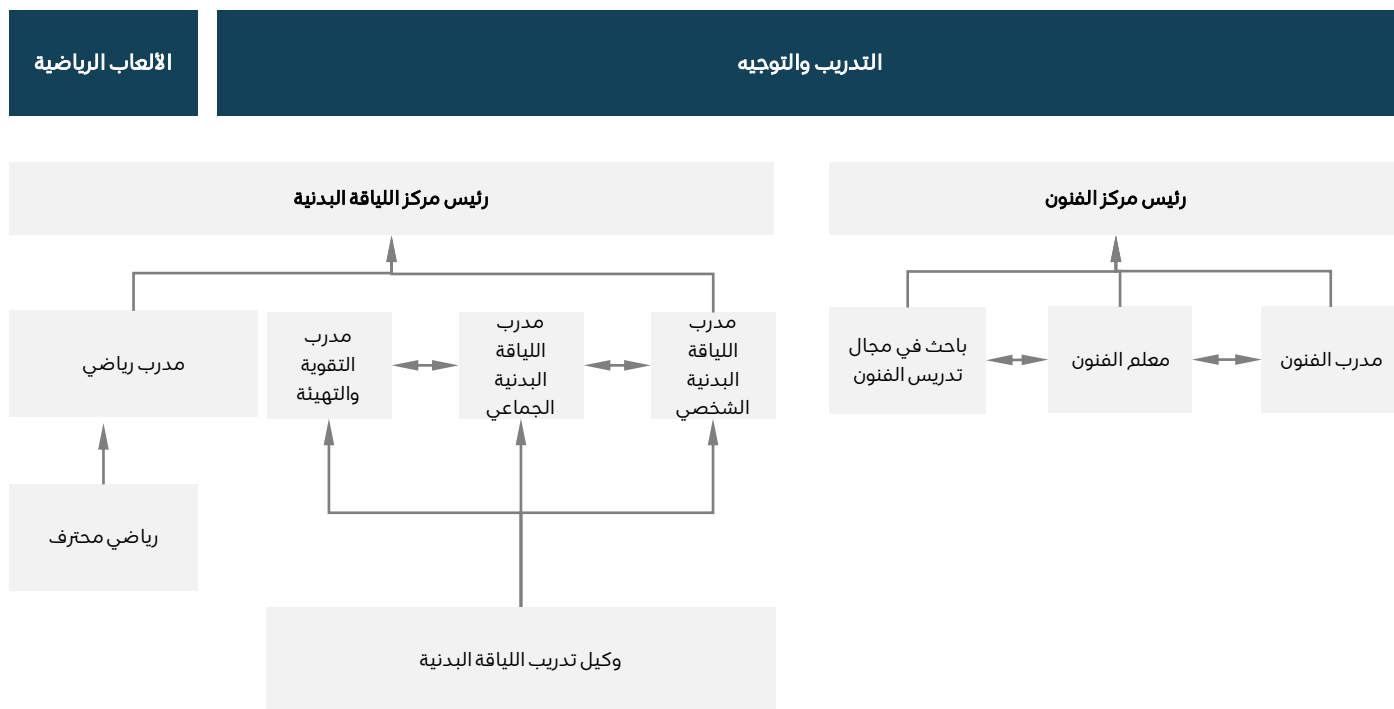 التدريب والتوجيه
الألعاب الرياضية
رئيس مركز الفنون
رئيس مركز اللياقة البدنية
مدرب الفنون
معلم الفنون
باحث في مجال
تدريس الفنون
مدرب
اللياقة
البدنية
الشخصي
مدرب
اللياقة
البدنية
الجماعي
مدرب
التقوية
والتهيئة
مدرب رياضي
رياضي محترف
وكيل تدريب اللياقة البدنية